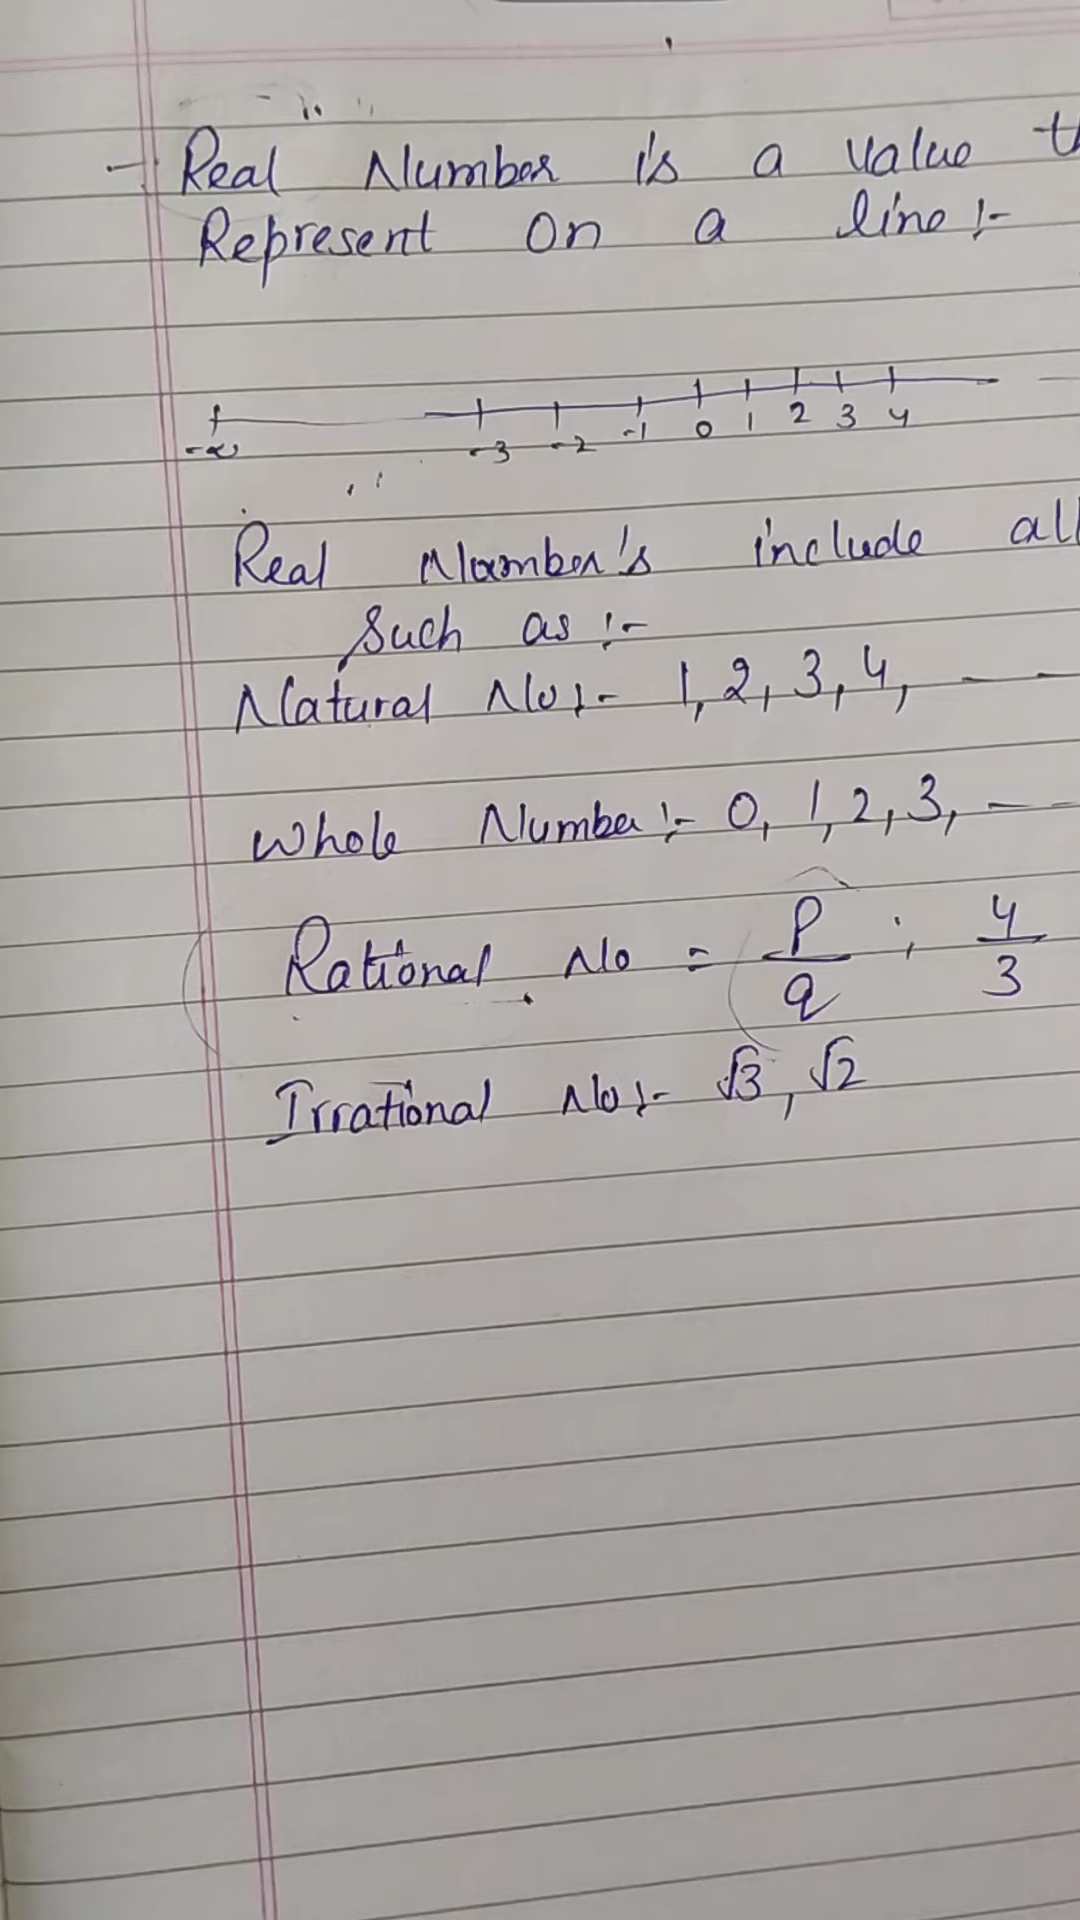 Real Number is a value
Represent on a line :-
-∞ -3 -2 -1 0 1 2 3 4
Real Number's include all
Such as :-
Natural No :- 1, 2, 3, 4, - -
Whole Number :- 0, 1, 2, 3, - -
Rational No = p/q ; 4/3
Irrational No :- √3, √2